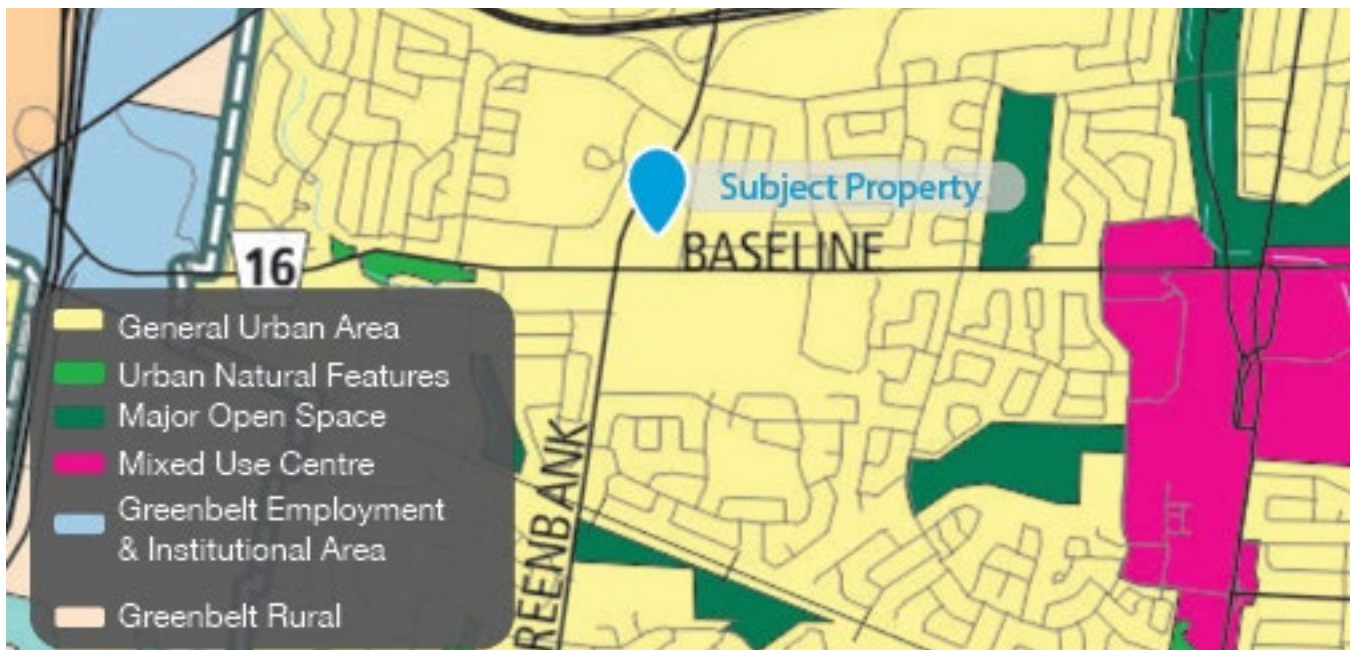 Subject Property
BASELINE
16
General Urban Area
Urban Natural Features
Major Open Space
Mixed Use Centre
Greenbelt Employment
& Institutional Area
Greenbelt Rural
REENBANK